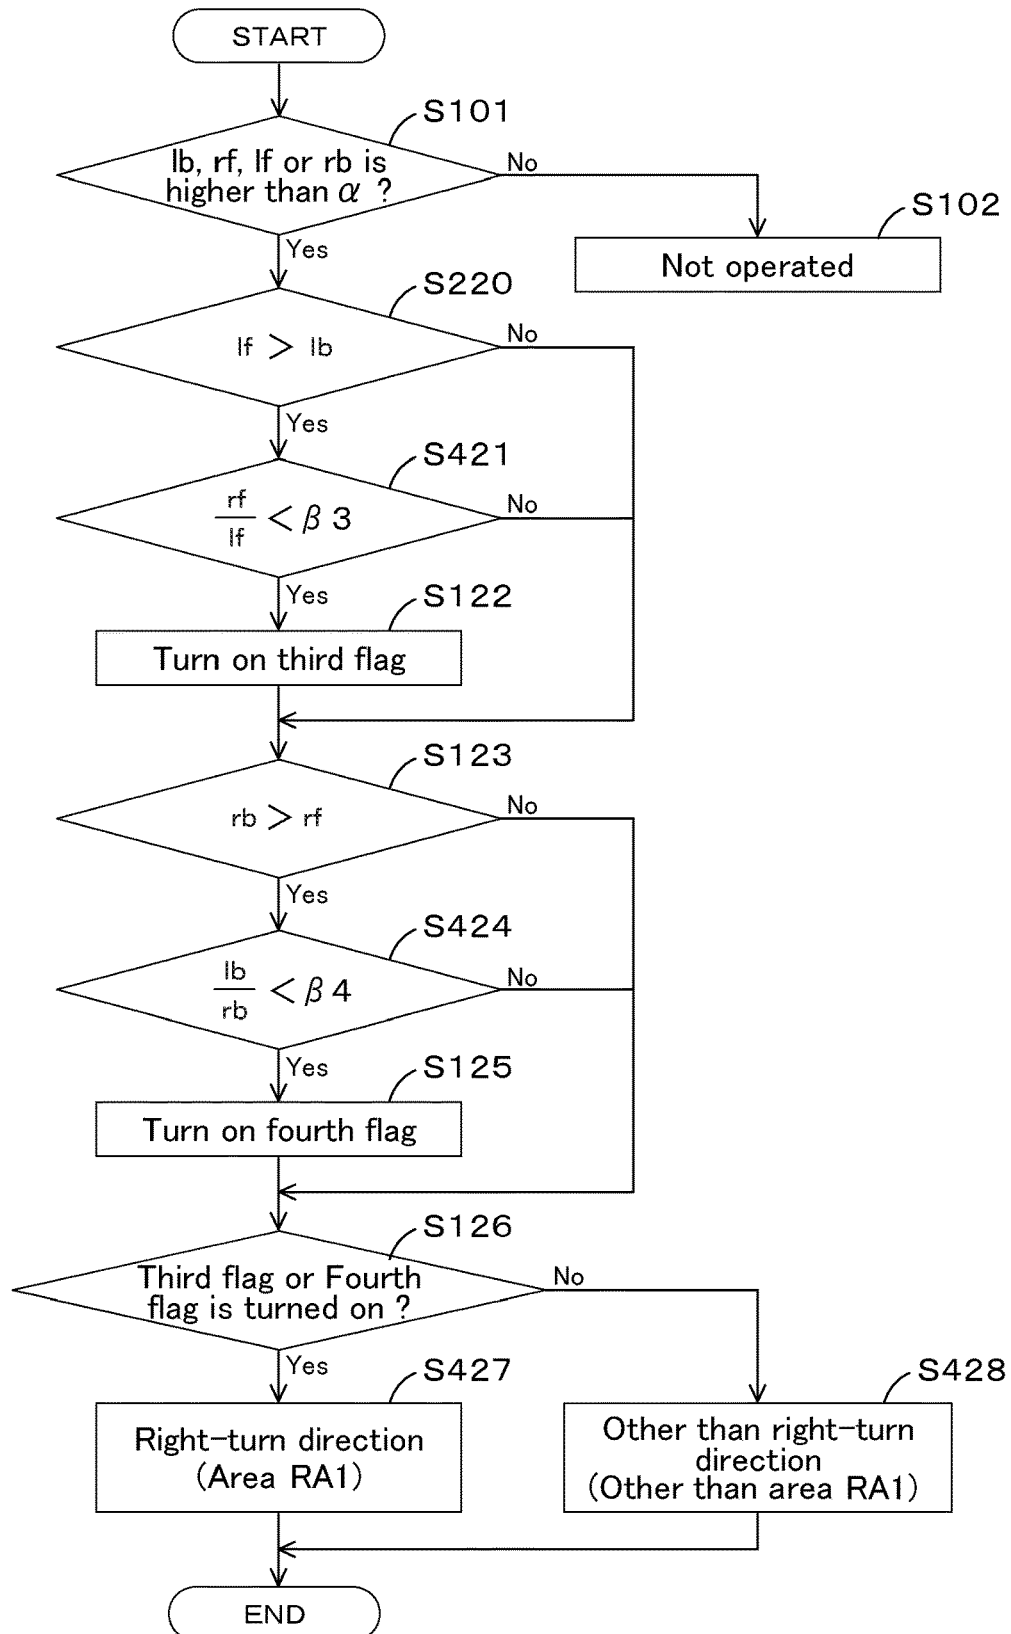 START
S101
lb, rf, lf or rb is
higher than α ?
No
Yes
S102
Not operated
S220
lf > lb
No
Yes
S421
rf
lf
< β3
No
Yes
S122
Turn on third flag
S123
rb > rf
No
Yes
S424
lb
rb
< β4
No
Yes
S125
Turn on fourth flag
S126
Third flag or Fourth
flag is turned on ?
No
Yes
S427
Right-turn direction
(Area RA1)
S428
Other than right-turn
direction
(Other than area RA1)
END